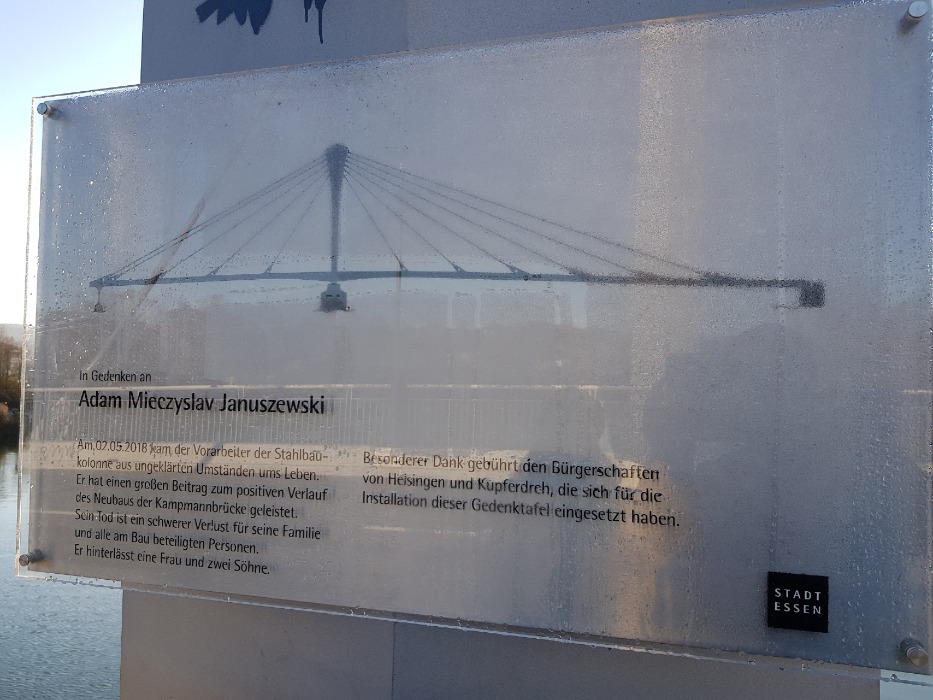 In Gedenken an
Adam Mieczyslav Januszewski
Am 02.05.2018 kam der Vorarbeiter der Stahlbau-
kolonne aus ungeklärten Umständen ums Leben.
Er hat einen großen Beitrag zum positiven Verlauf
des Neubaus der Kampmannbrücke geleistet.
Sein Tod ist ein schwerer Verlust für seine Familie
und alle am Bau beteiligten Personen.
Er hinterlässt eine Frau und zwei Söhne.
Besonderer Dank gebührt den Bürgerschaften
von Heisingen und Kupferdreh, die sich für die
Installation dieser Gedenktafel eingesetzt haben.
STADT
ESSEN